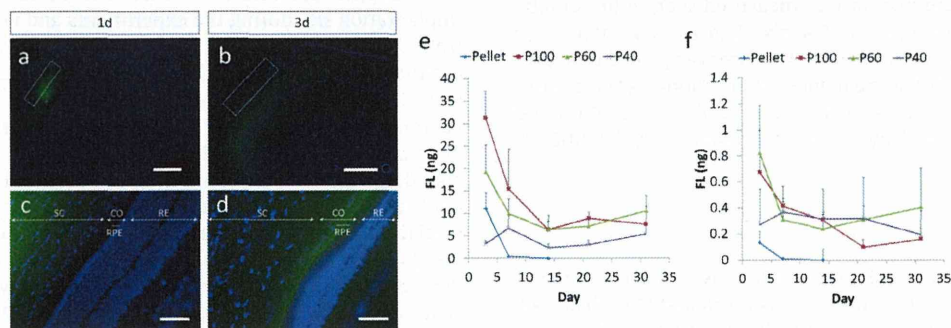 1d
3d
a
b
c
SC
CO
RE
RPE
d
SC
CO
RE
RPE
e
Pellet P100 P60 P40
FL (ng)
40
35
30
25
20
15
10
5
0
0 5 10 15 20 25 30 35
Day
f
Pellet P100 P60 P40
FL (ng)
1.4
1.2
1
0.8
0.6
0.4
0.2
0
0 5 10 15 20 25 30 35
Day